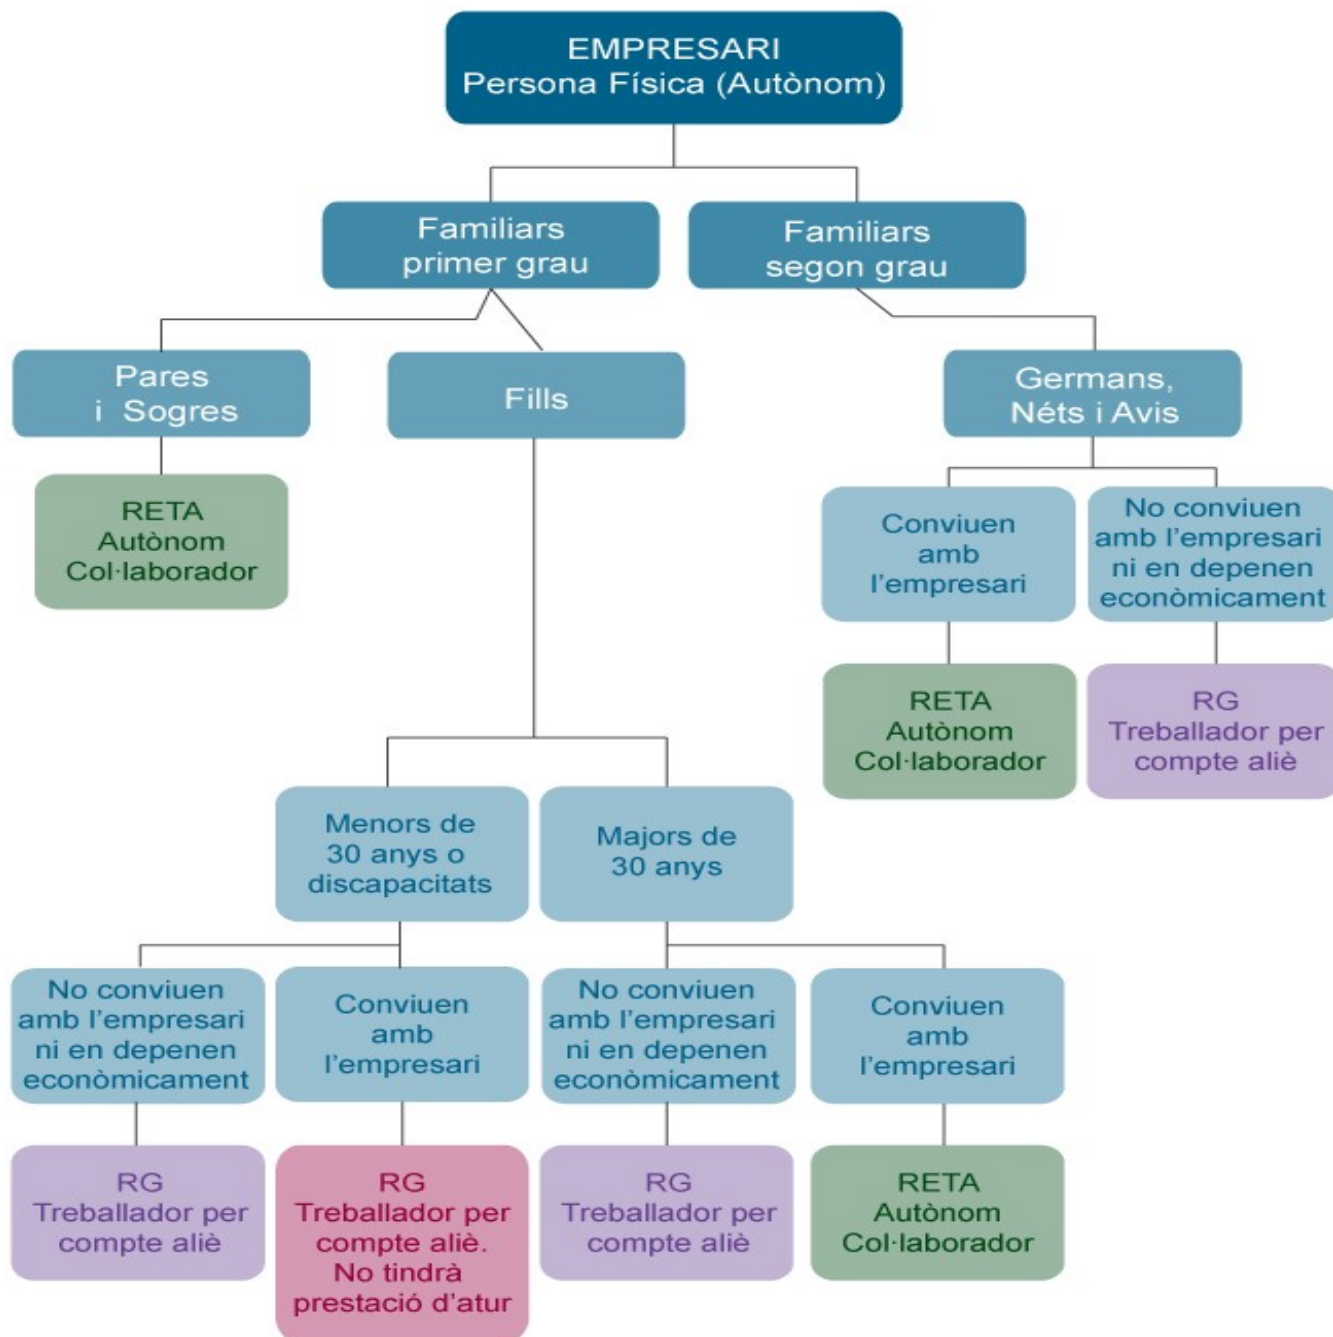 EMPRESARI
Persona Física (Autònom)
Familiars
primer grau
Familiars
segon grau
Pares
i Sogres
Fills
Germans,
Néts i Avis
RETA
Autònom
Col·laborador
Conviuen
amb
l'empresari
No conviuen
amb l'empresari
ni en depenen
econòmicament
RETA
Autònom
Col·laborador
RG
Treballador per
compte aliè
Menors de
30 anys o
discapacitats
Majors de
30 anys
No conviuen
amb l'empresari
ni en depenen
econòmicament
Conviuen
amb
l'empresari
No conviuen
amb l'empresari
ni en depenen
econòmicament
Conviuen
amb
l'empresari
RG
Treballador per
compte aliè
RG
Treballador per
compte aliè.
No tindrà
prestació d'atur
RG
Treballador per
compte aliè
RETA
Autònom
Col·laborador